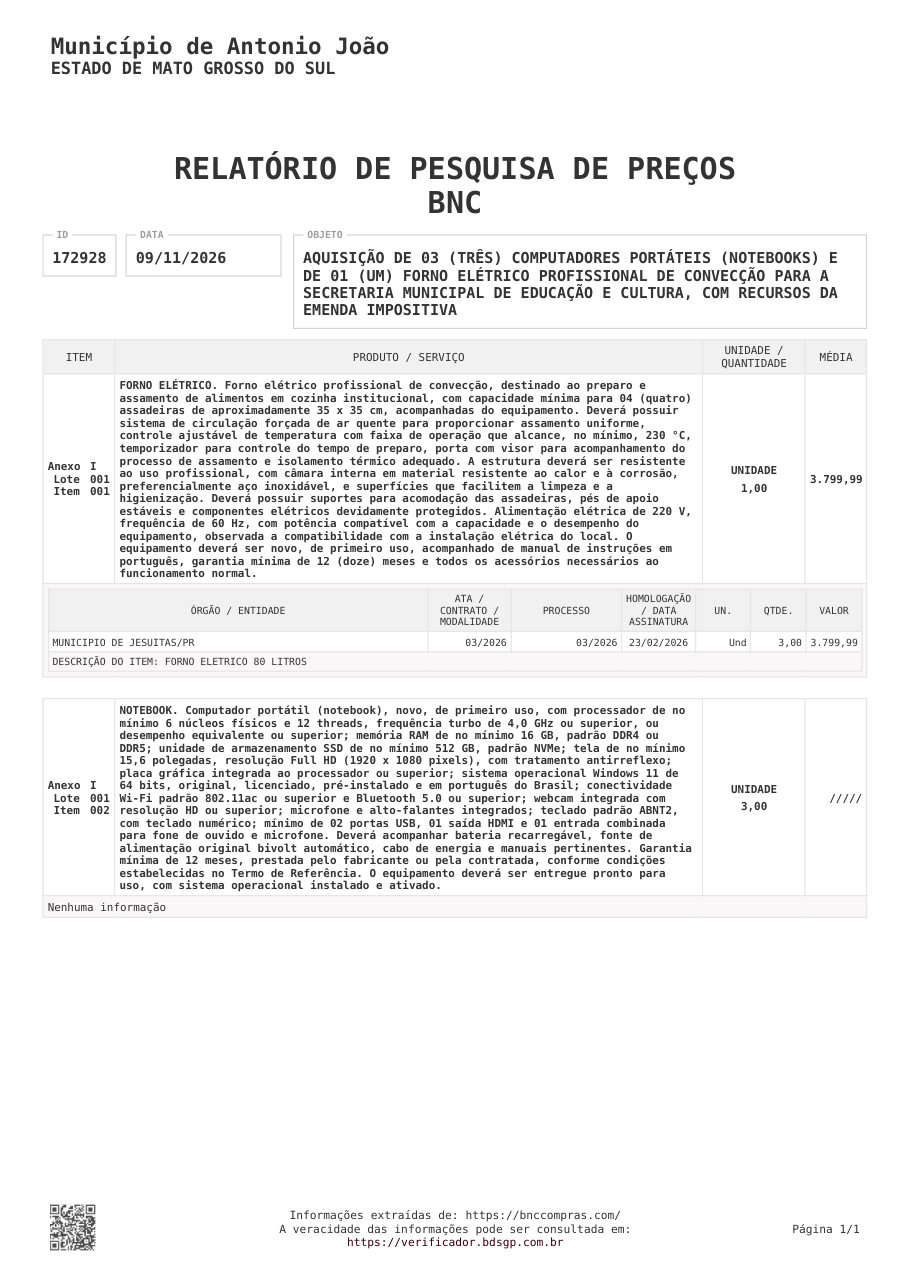 Município de Antonio João
ESTADO DE MATO GROSSO DO SUL
RELATÓRIO DE PESQUISA DE PREÇOS
BNC
ID
172928
DATA
09/11/2026
OBJETO
AQUISIÇÃO DE 03 (TRÊS) COMPUTADORES PORTÁTEIS (NOTEBOOKS) E
DE 01 (UM) FORNO ELÉTRICO PROFISSIONAL DE CONVECÇÃO PARA A
SECRETARIA MUNICIPAL DE EDUCAÇÃO E CULTURA, COM RECURSOS DA
EMENDA IMPOSITIVA
ITEM
PRODUTO / SERVIÇO
UNIDADE /
QUANTIDADE
MÉDIA
Anexo I
Lote 001
Item 001
FORNO ELÉTRICO. Forno elétrico profissional de convecção, destinado ao preparo e
assamento de alimentos em cozinha institucional, com capacidade mínima para 04 (quatro)
assadeiras de aproximadamente 35 x 35 cm, acompanhadas do equipamento. Deverá possuir
sistema de circulação forçada de ar quente para proporcionar assamento uniforme,
controle ajustável de temperatura com faixa de operação que alcance, no mínimo, 230 °C,
temporizador para controle do tempo de preparo, porta com visor para acompanhamento do
processo de assamento e isolamento térmico adequado. A estrutura deverá ser resistente
ao uso profissional, com câmara interna em material resistente ao calor e à corrosão,
preferencialmente aço inoxidável, e superfícies que facilitem a limpeza e a
higienização. Deverá possuir suportes para acomodação das assadeiras, pés de apoio
estáveis e componentes elétricos devidamente protegidos. Alimentação elétrica de 220 V,
frequência de 60 Hz, com potência compatível com a capacidade e o desempenho do
equipamento, observada a compatibilidade com a instalação elétrica do local. O
equipamento deverá ser novo, de primeiro uso, acompanhado de manual de instruções em
português, garantia mínima de 12 (doze) meses e todos os acessórios necessários ao
funcionamento normal.
UNIDADE
1,00
3.799,99
ÓRGÃO / ENTIDADE
ATA /
CONTRATO /
MODALIDADE
PROCESSO
HOMOLOGAÇÃO
/ DATA
ASSINATURA
UN.
QTDE.
VALOR
MUNICIPIO DE JESUITAS/PR
03/2026
03/2026
23/02/2026
Und
3,00
3.799,99
DESCRIÇÃO DO ITEM: FORNO ELETRICO 80 LITROS
Anexo I
Lote 001
Item 002
NOTEBOOK. Computador portátil (notebook), novo, de primeiro uso, com processador de no
mínimo 6 núcleos físicos e 12 threads, frequência turbo de 4,0 GHz ou superior, ou
desempenho equivalente ou superior; memória RAM de no mínimo 16 GB, padrão DDR4 ou
DDR5; unidade de armazenamento SSD de no mínimo 512 GB, padrão NVMe; tela de no mínimo
15,6 polegadas, resolução Full HD (1920 x 1080 pixels), com tratamento antirreflexo;
placa gráfica integrada ao processador ou superior; sistema operacional Windows 11 de
64 bits, original, licenciado, pré-instalado e em português do Brasil; conectividade
Wi-Fi padrão 802.11ac ou superior e Bluetooth 5.0 ou superior; webcam integrada com
resolução HD ou superior; microfone e alto-falantes integrados; teclado padrão ABNT2,
com teclado numérico; mínimo de 02 portas USB, 01 saída HDMI e 01 entrada combinada
para fone de ouvido e microfone. Deverá acompanhar bateria recarregável, fonte de
alimentação original bivolt automático, cabo de energia e manuais pertinentes. Garantia
mínima de 12 meses, prestada pelo fabricante ou pela contratada, conforme condições
estabelecidas no Termo de Referência. O equipamento deverá ser entregue pronto para
uso, com sistema operacional instalado e ativado.
UNIDADE
3,00
/////
Nenhuma informação
Informações extraídas de: https://bnccompras.com/
A veracidade das informações pode ser consultada em:
https://verificador.bdsgp.com.br
Página 1/1